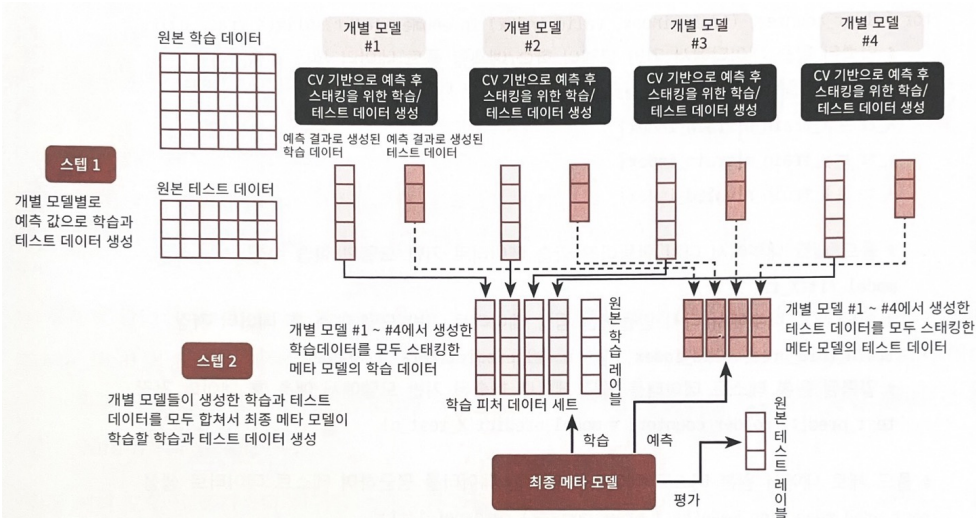 원본 학습 데이터
개별 모델
#1
개별 모델
#2
개별 모델
#3
개별 모델
#4
CV 기반으로 예측 후
스태킹을 위한 학습/
테스트 데이터 생성
CV 기반으로 예측 후
스태킹을 위한 학습/
테스트 데이터 생성
CV 기반으로 예측 후
스태킹을 위한 학습/
테스트 데이터 생성
CV 기반으로 예측 후
스태킹을 위한 학습/
테스트 데이터 생성
예측 결과로 생성된
학습 데이터
예측 결과로 생성된
테스트 데이터
스텝 1
개별 모델별로
예측 값으로 학습과
테스트 데이터 생성
원본 테스트 데이터
개별 모델 #1 ~ #4에서 생성한
학습데이터를 모두 스태킹한
메타 모델의 학습 데이터
원본 학습 레이블
개별 모델 #1 ~ #4에서 생성한
테스트 데이터를 모두 스태킹한
메타 모델의 테스트 데이터
스텝 2
개별 모델들이 생성한 학습과 테스트
데이터를 모두 합쳐서 최종 메타 모델이
학습할 학습과 테스트 데이터 생성
학습 피처 데이터 세트
학습
예측
최종 메타 모델
평가
원본 테스트 레이블